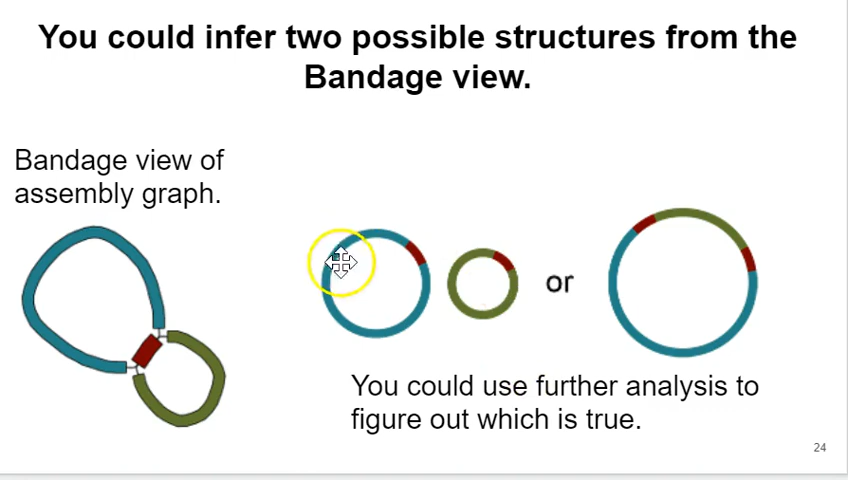 You could infer two possible structures from the
Bandage view.
Bandage view of
assembly graph.
or
You could use further analysis to
figure out which is true.
24